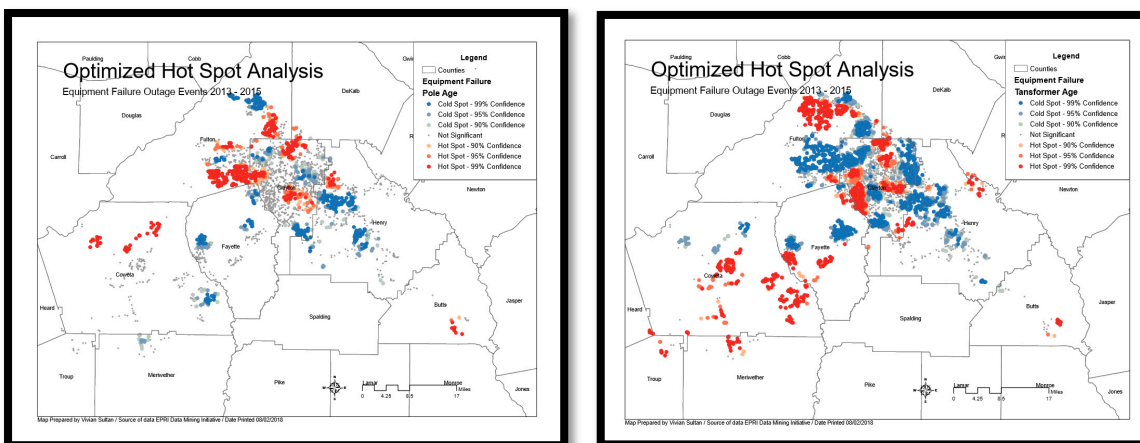 Paulding
Cobb
Gwi
Optimized Hot Spot Analysis
Equipment Failure Outage Events 2013 - 2015
DeKalb
Douglas
Fulton
Carroll
Clayton
Newton
Henry
Fayette
Coweta
Heard
Butts
Jasper
Spalding
Troup
Meriwether
Pike
Lamar
Monroe
Jones
Legend
Counties
Equipment Failure
Pole Age
Cold Spot - 99% Confidence
Cold Spot - 95% Confidence
Cold Spot - 90% Confidence
Not Significant
Hot Spot - 90% Confidence
Hot Spot - 95% Confidence
Hot Spot - 99% Confidence
0 4.25 8.5 17
Miles
Map Prepared by Vivian Sultan / Source of data EPRI Data Mining Initiative / Date Printed 08/02/2018
Paulding
Cobb
Gwi
Optimized Hot Spot Analysis
Equipment Failure Outage Events 2013 - 2015
DeKalb
Douglas
Fulton
Carroll
Clayton
Newton
Henry
Fayette
Coweta
Heard
Butts
Jasper
Spalding
Troup
Meriwether
Pike
Lamar
Monroe
Jones
Legend
Counties
Equipment Failure
Tansformer Age
Cold Spot - 99% Confidence
Cold Spot - 95% Confidence
Cold Spot - 90% Confidence
Not Significant
Hot Spot - 90% Confidence
Hot Spot - 95% Confidence
Hot Spot - 99% Confidence
0 4.25 8.5 17
Miles
Map Prepared by Vivian Sultan / Source of data EPRI Data Mining Initiative / Date Printed 08/02/2018